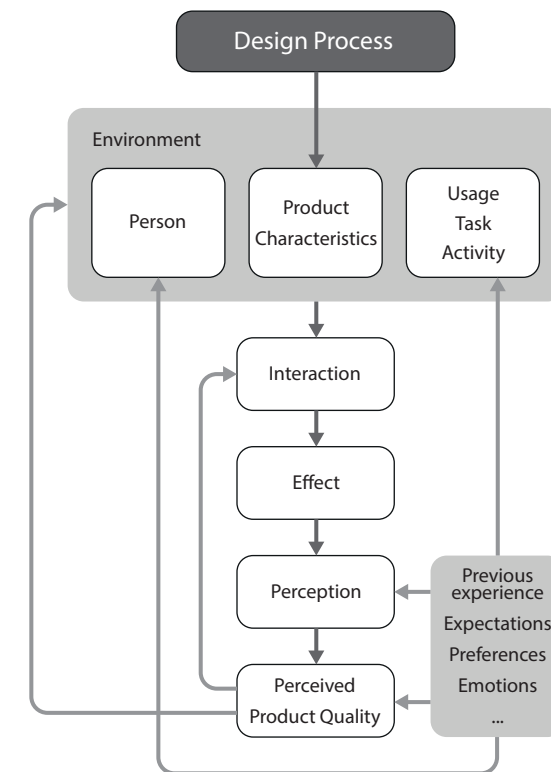 Design Process
Environment
Person
Product
Characteristics
Usage
Task
Activity
Interaction
Effect
Perception
Perceived
Product Quality
Previous
experience
Expectations
Preferences
Emotions
...